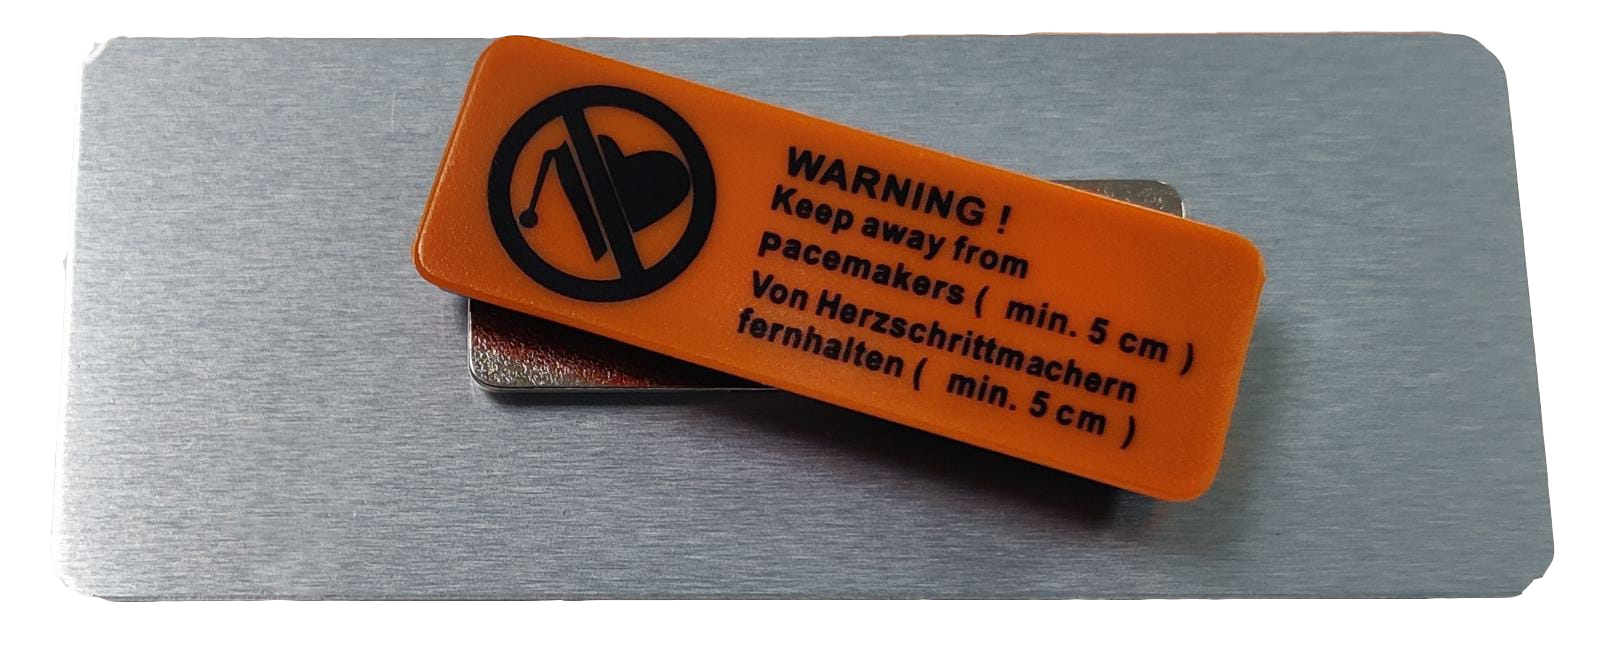 WARNING !
Keep away from
pacemakers ( min. 5 cm )
Von Herzschrittmachern
fernhalten ( min. 5 cm )